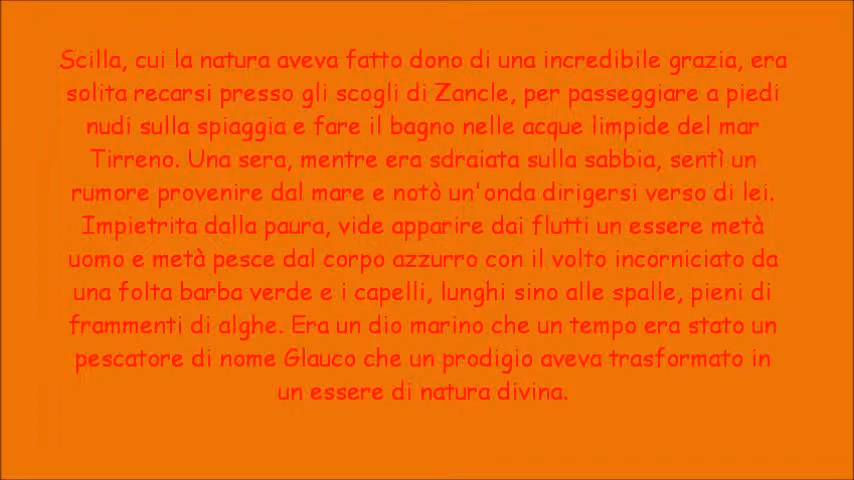 Scilla, cui la natura aveva fatto dono di una incredibile grazia, era
solita recarsi presso gli scogli di Zancle, per passeggiare a piedi
nudi sulla spiaggia e fare il bagno nelle acque limpide del mar
Tirreno. Una sera, mentre era sdraiata sulla sabbia, sentì un
rumore provenire dal mare e notò un'onda dirigersi verso di lei.
Impietrita dalla paura, vide apparire dai flutti un essere metà
uomo e metà pesce dal corpo azzurro con il volto incorniciato da
una folta barba verde e i capelli, lunghi sino alle spalle, pieni di
frammenti di alghe. Era un dio marino che un tempo era stato un
pescatore di nome Glauco che un prodigio aveva trasformato in
un essere di natura divina.